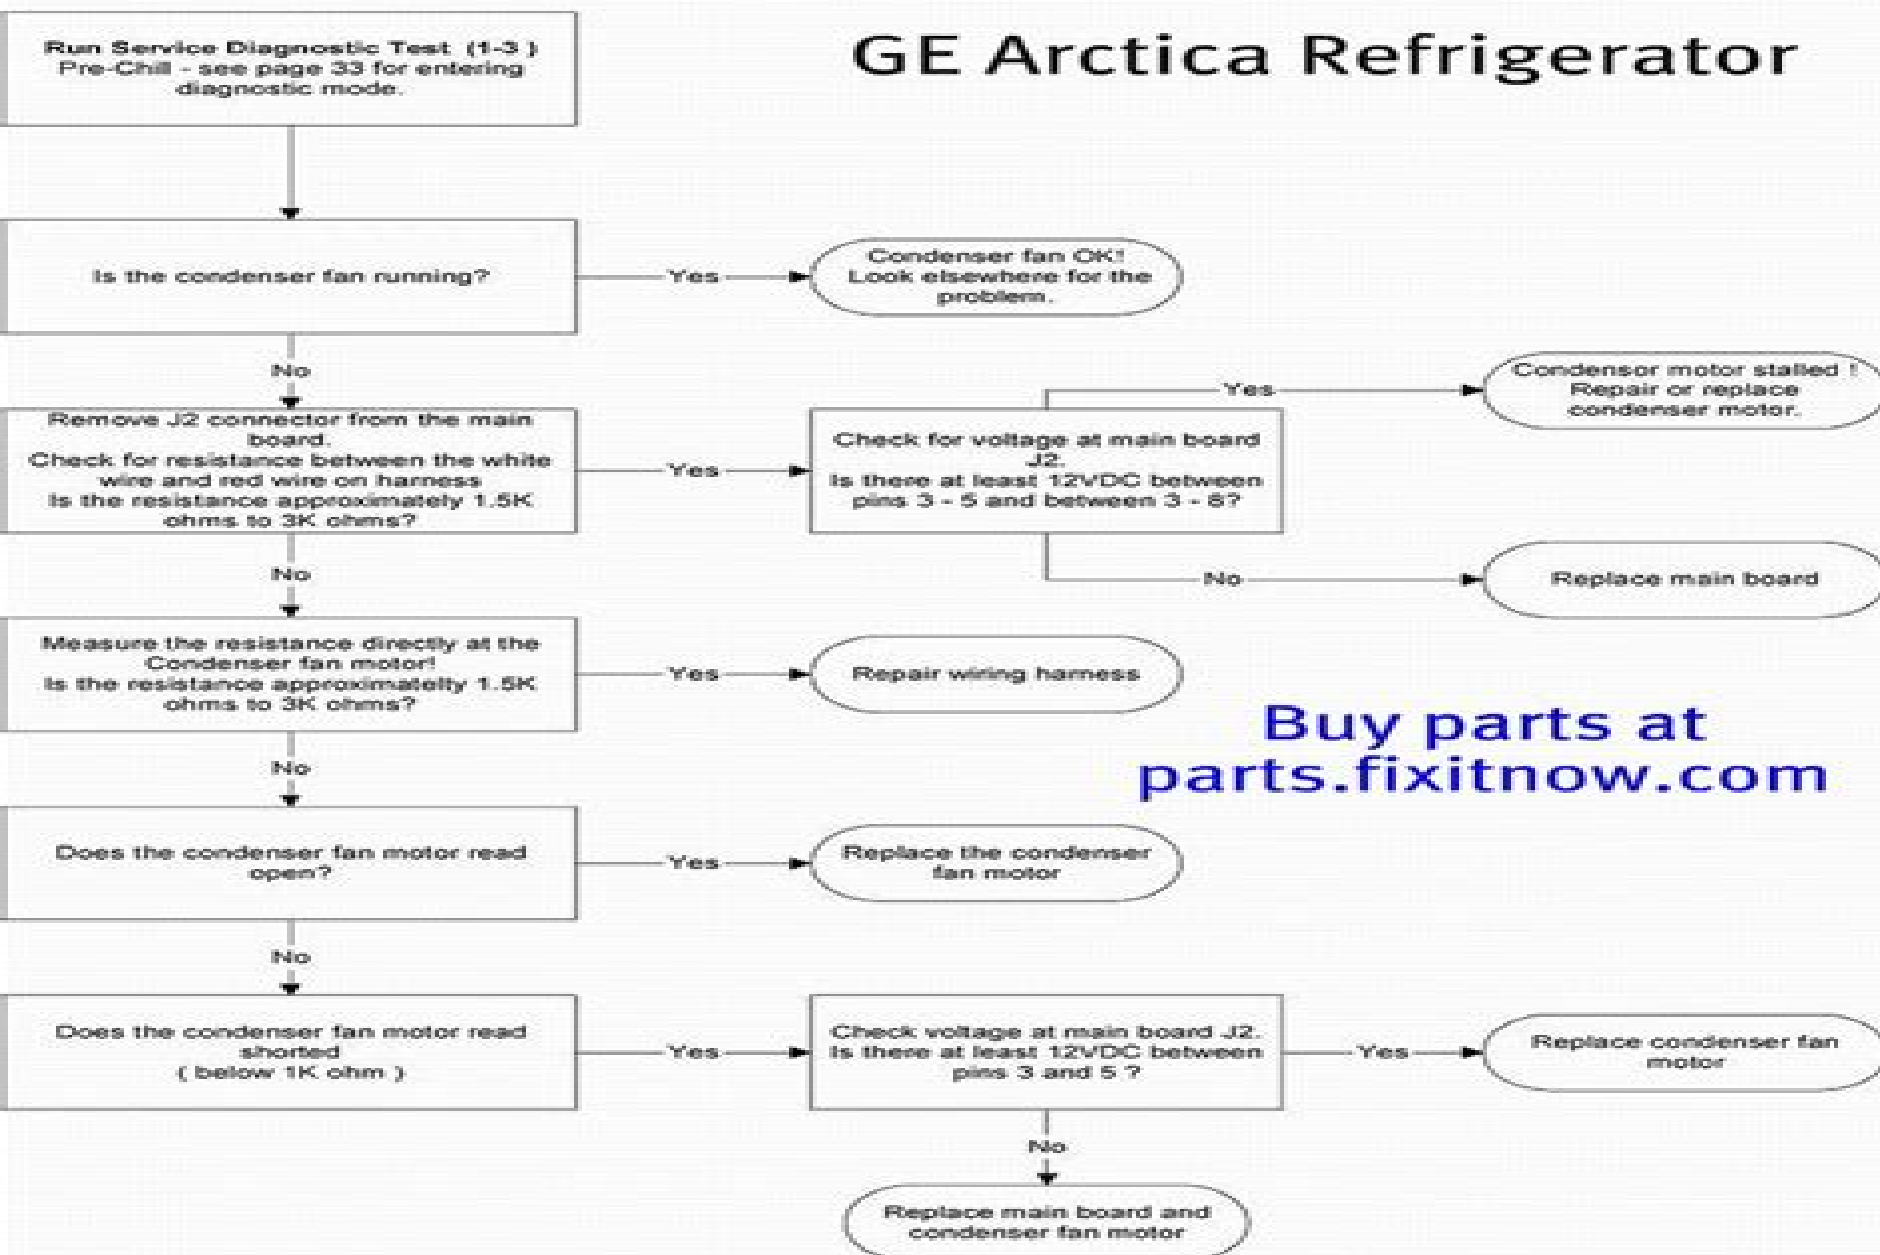 GE Arctica Refrigerator
Run Service Diagnostic Test (1-3 )
Pre-Chill - see page 33 for entering
diagnostic mode.
Is the condenser fan running?
Yes
Condenser fan OK!
Look elsewhere for the
problem.
No
Remove J2 connector from the main
board.
Check for resistance between the white
wire and red wire on harness
Is the resistance approximately 1.5K
ohms to 3K ohms?
Yes
Check for voltage at main board
J2.
Is there at least 12VDC between
pins 3 - 5 and between 3 - 6?
Yes
Condensor motor stalled !
Repair or replace
condenser motor.
No
Replace main board
No
Measure the resistance directly at the
Condenser fan motor!
Is the resistance approximatelly 1.5K
ohms to 3K ohms?
Yes
Repair wiring harness
Buy parts at
parts.fixitnow.com
No
Does the condenser fan motor read
open?
Yes
Replace the condenser
fan motor
No
Does the condenser fan motor read
shorted
( below 1K ohm )
Yes
Check voltage at main board J2.
Is there at least 12VDC between
pins 3 and 5 ?
Yes
Replace condenser fan
motor
No
Replace main board and
condenser fan motor